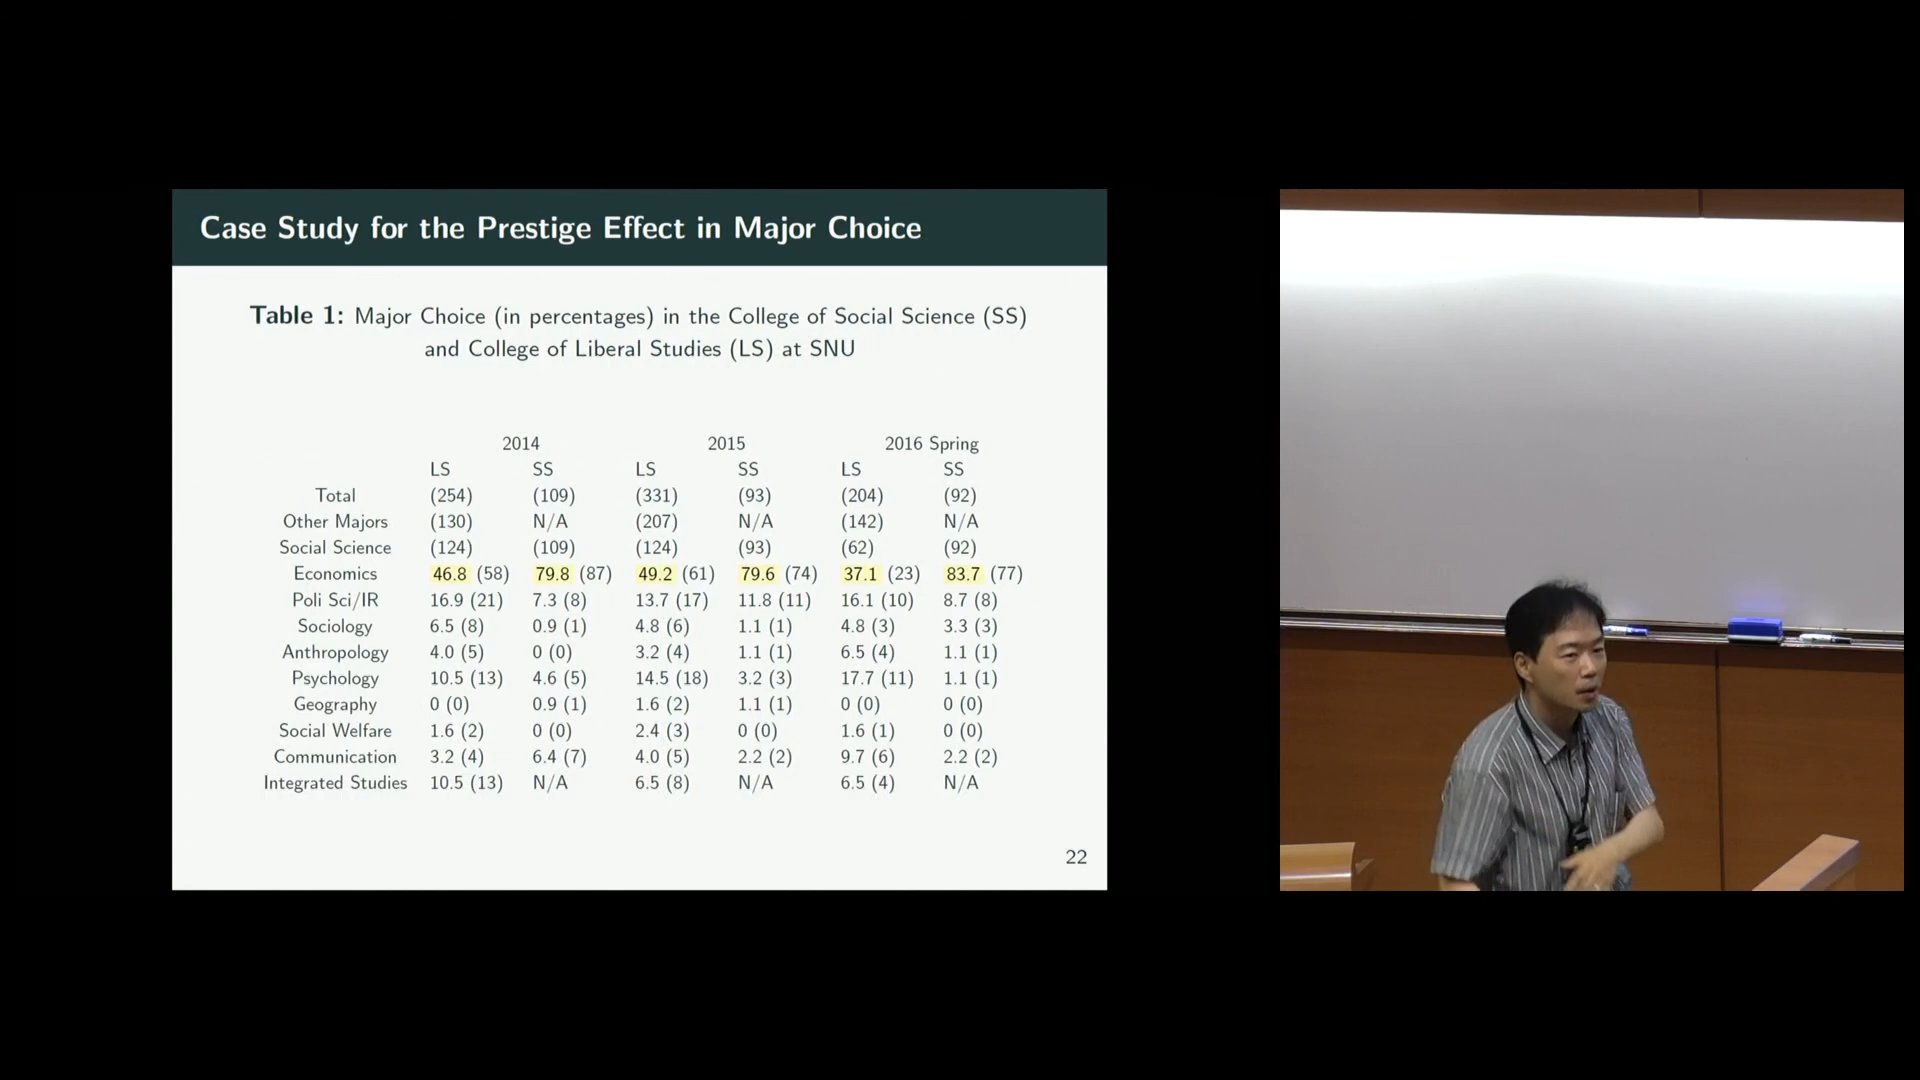 Case Study for the Prestige Effect in Major Choice
Table 1: Major Choice (in percentages) in the College of Social Science (SS)
and College of Liberal Studies (LS) at SNU
2014 2015 2016 Spring
LS SS LS SS LS SS
Total (254) (109) (331) (93) (204) (92)
Other Majors (130) N/A (207) N/A (142) N/A
Social Science (124) (109) (124) (93) (62) (92)
Economics 46.8 (58) 79.8 (87) 49.2 (61) 79.6 (74) 37.1 (23) 83.7 (77)
Poli Sci/IR 16.9 (21) 7.3 (8) 13.7 (17) 11.8 (11) 16.1 (10) 8.7 (8)
Sociology 6.5 (8) 0.9 (1) 4.8 (6) 1.1 (1) 4.8 (3) 3.3 (3)
Anthropology 4.0 (5) 0 (0) 3.2 (4) 1.1 (1) 6.5 (4) 1.1 (1)
Psychology 10.5 (13) 4.6 (5) 14.5 (18) 3.2 (3) 17.7 (11) 1.1 (1)
Geography 0 (0) 0.9 (1) 1.6 (2) 1.1 (1) 0 (0) 0 (0)
Social Welfare 1.6 (2) 0 (0) 2.4 (3) 0 (0) 1.6 (1) 0 (0)
Communication 3.2 (4) 6.4 (7) 4.0 (5) 2.2 (2) 9.7 (6) 2.2 (2)
Integrated Studies 10.5 (13) N/A 6.5 (8) N/A 6.5 (4) N/A
22